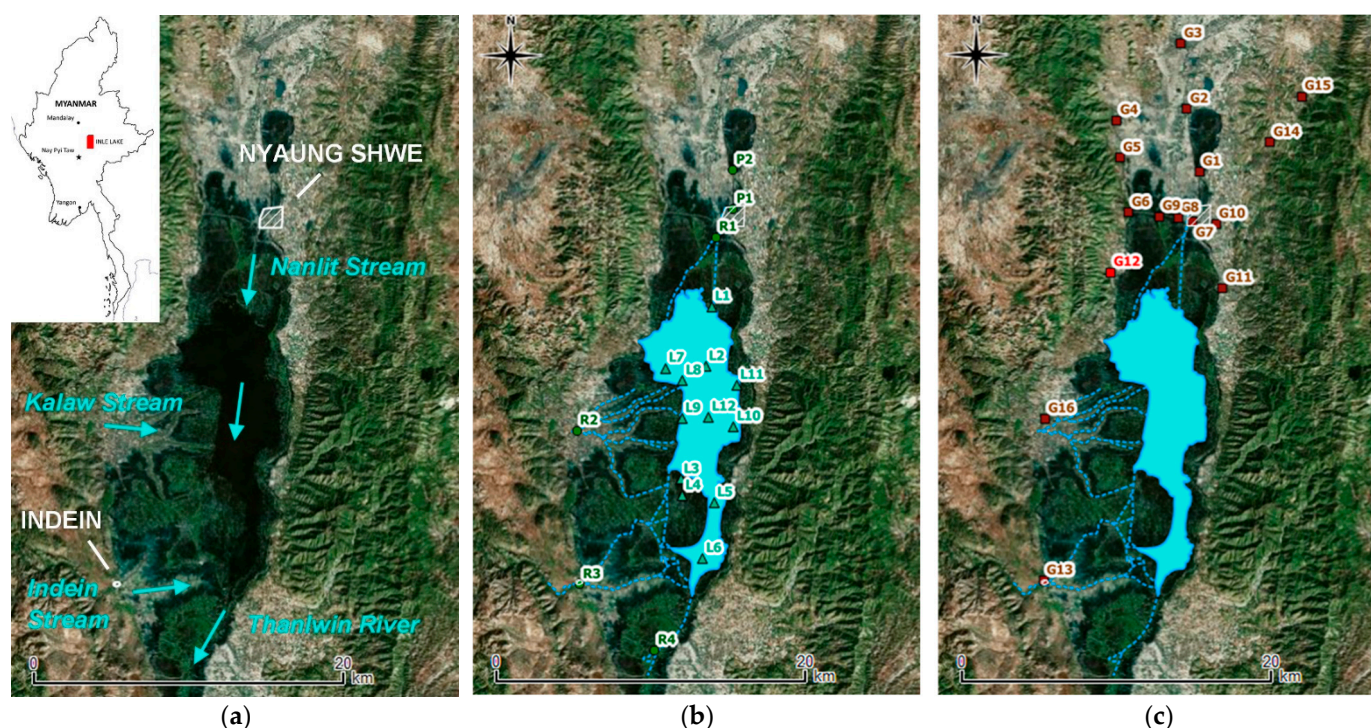 MYANMAR
Mandalay
INLE LAKE
Nay Pyi Taw
Yangon
NYAUNG SHWE
Nanlit Stream
Kalaw Stream
INDEIN
Indein
Stream
Thanlwin River
0
20
km
(a)
N
P2
P1
R1
L1
L7
L2
L8
L11
L9
L12
L10
R2
L3
L4
L5
L6
R3
R4
0
20
km
(b)
N
G3
G15
G2
G4
G14
G5
G1
G6
G9
G8
G10
G7
G12
G11
G16
G13
0
20
km
(c)